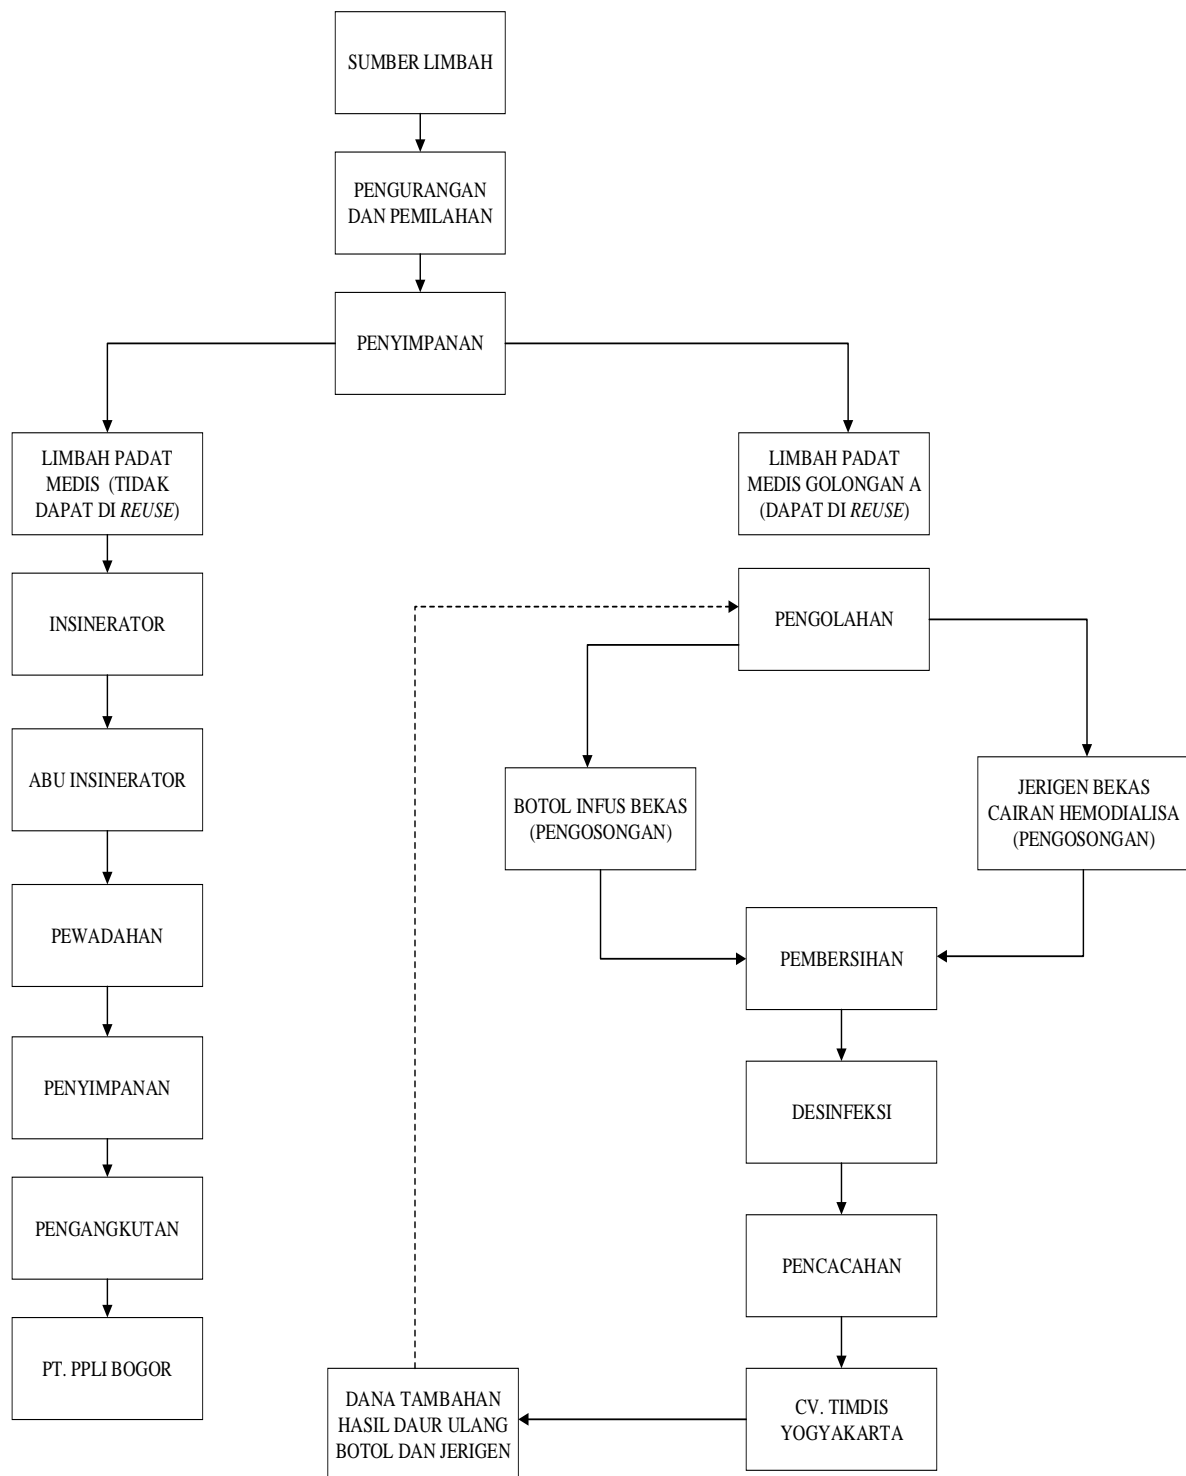 SUMBER LIMBAH
PENGURANGAN
DAN PEMILAHAN
PENYIMPANAN
LIMBAH PADAT
MEDIS (TIDAK
DAPAT DI REUSE)
LIMBAH PADAT
MEDIS GOLONGAN A
(DAPAT DI REUSE)
INSINERATOR
PENGOLAHAN
ABU INSINERATOR
BOTOL INFUS BEKAS
(PENGOSONGAN)
JERIGEN BEKAS
CAIRAN HEMODIALISA
(PENGOSONGAN)
PEWADAHAN
PEMBERSIHAN
PENYIMPANAN
DESINFEKSI
PENGANGKUTAN
PENCACAHAN
PT. PPLI BOGOR
DANA TAMBAHAN
HASIL DAUR ULANG
BOTOL DAN JERIGEN
CV. TIMDIS
YOGYAKARTA